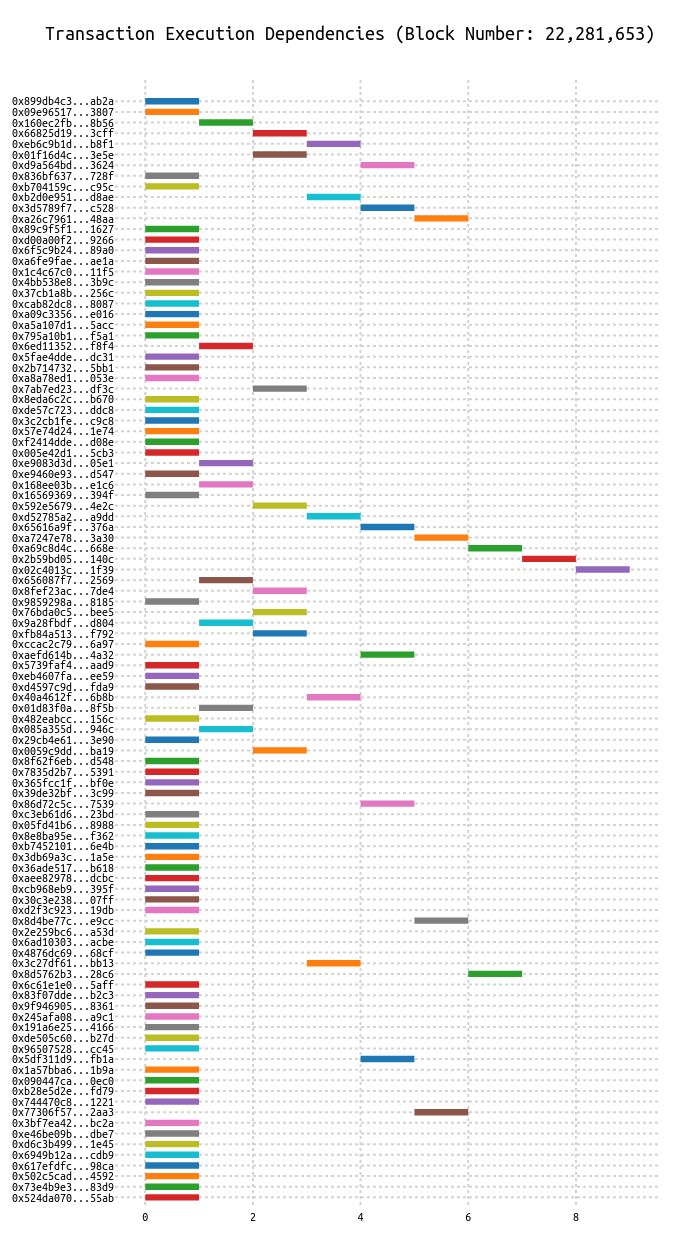 Transaction Execution Dependencies (Block Number: 22,281,653)
0x899db4c3...ab2a
0x09e96517...3807
0x160ec2fb...8b56
0x66825d19...3cff
0xeb6c9b1d...b8f1
0x01f16d4c...3e5e
0xd9a564bd...3624
0x836bf637...728f
0xb704159c...c95c
0xb2d0e951...d8ae
0x3d5789f7...c528
0xa26c7961...48aa
0x89c9f5f1...1627
0xd00a00f2...9266
0x6f5c9b24...89a0
0xa6fe9fae...ae1a
0x1c4c67c0...11f5
0x4bb538e8...3b9c
0x37cb1a8b...256c
0xcab82dc8...8087
0xa09c3356...e016
0xa5a107d1...5acc
0x795a10b1...f5a1
0x6ed11352...f8f4
0x5fae4dde...dc31
0x2b714732...5bb1
0xa8a78ed1...053e
0x7ab7ed23...df3c
0x8eda6c2c...b670
0xde57c723...ddc8
0x3c2cb1fe...c9c8
0x57e74d24...1e74
0xf2414dde...d08e
0x005e42d1...5cb3
0xe9083d3d...05e1
0xe9460e93...d547
0x168ee03b...e1c6
0x16569369...394f
0x592e5679...4e2c
0xd52785a2...a9dd
0x65616a9f...376a
0xa7247e78...3a30
0xa69c8d4c...668e
0x2b59bd05...140c
0x02c4013c...1f39
0x656087f7...2569
0x8fef23ac...7de4
0x9859298a...8185
0x76bda0c5...bee5
0x9a28fbdf...d804
0xfb84a513...f792
0xccac2c79...6a97
0xaefd614b...4a32
0x5739faf4...aad9
0xeb4607fa...ee59
0xd4597c9d...fda9
0x40a4612f...6b8b
0x01d83f0a...8f5b
0x482eabcc...156c
0x085a355d...946c
0x29cb4e61...3e90
0x0059c9dd...ba19
0x8f62f6eb...d548
0x7835d2b7...5391
0x365fcc1f...bf0e
0x39de32bf...3c99
0x86d72c5c...7539
0xc3eb61d6...23bd
0x05fd41b6...8988
0x8e8ba95e...f362
0xb7452101...6e4b
0x3db69a3c...1a5e
0x36ade517...b618
0xaee82978...dcbc
0xcb968eb9...395f
0x30c3e238...07ff
0xd2f3c923...19db
0x8d4be77c...e9cc
0x2e259bc6...a53d
0x6ad10303...acbe
0x4876dc69...68cf
0x3c27df61...bb13
0x8d5762b3...28c6
0x6c61e1e0...5aff
0x83f07dde...b2c3
0x9f946905...8361
0x245afa08...a9c1
0x191a6e25...4166
0xde505c60...b27d
0x96507528...cc45
0x5df311d9...fb1a
0x1a57bba6...1b9a
0x090447ca...0ec0
0xb28e5d2e...fd79
0x744470c8...1221
0x77306f57...2aa3
0x3bf7ea42...bc2a
0xe46be09b...dbe7
0xd6c3b499...1e45
0x6949b12a...cdb9
0x617efdfc...98ca
0x502c5cad...4592
0x73e4b9e3...83d9
0x524da070...55ab
0 2 4 6 8